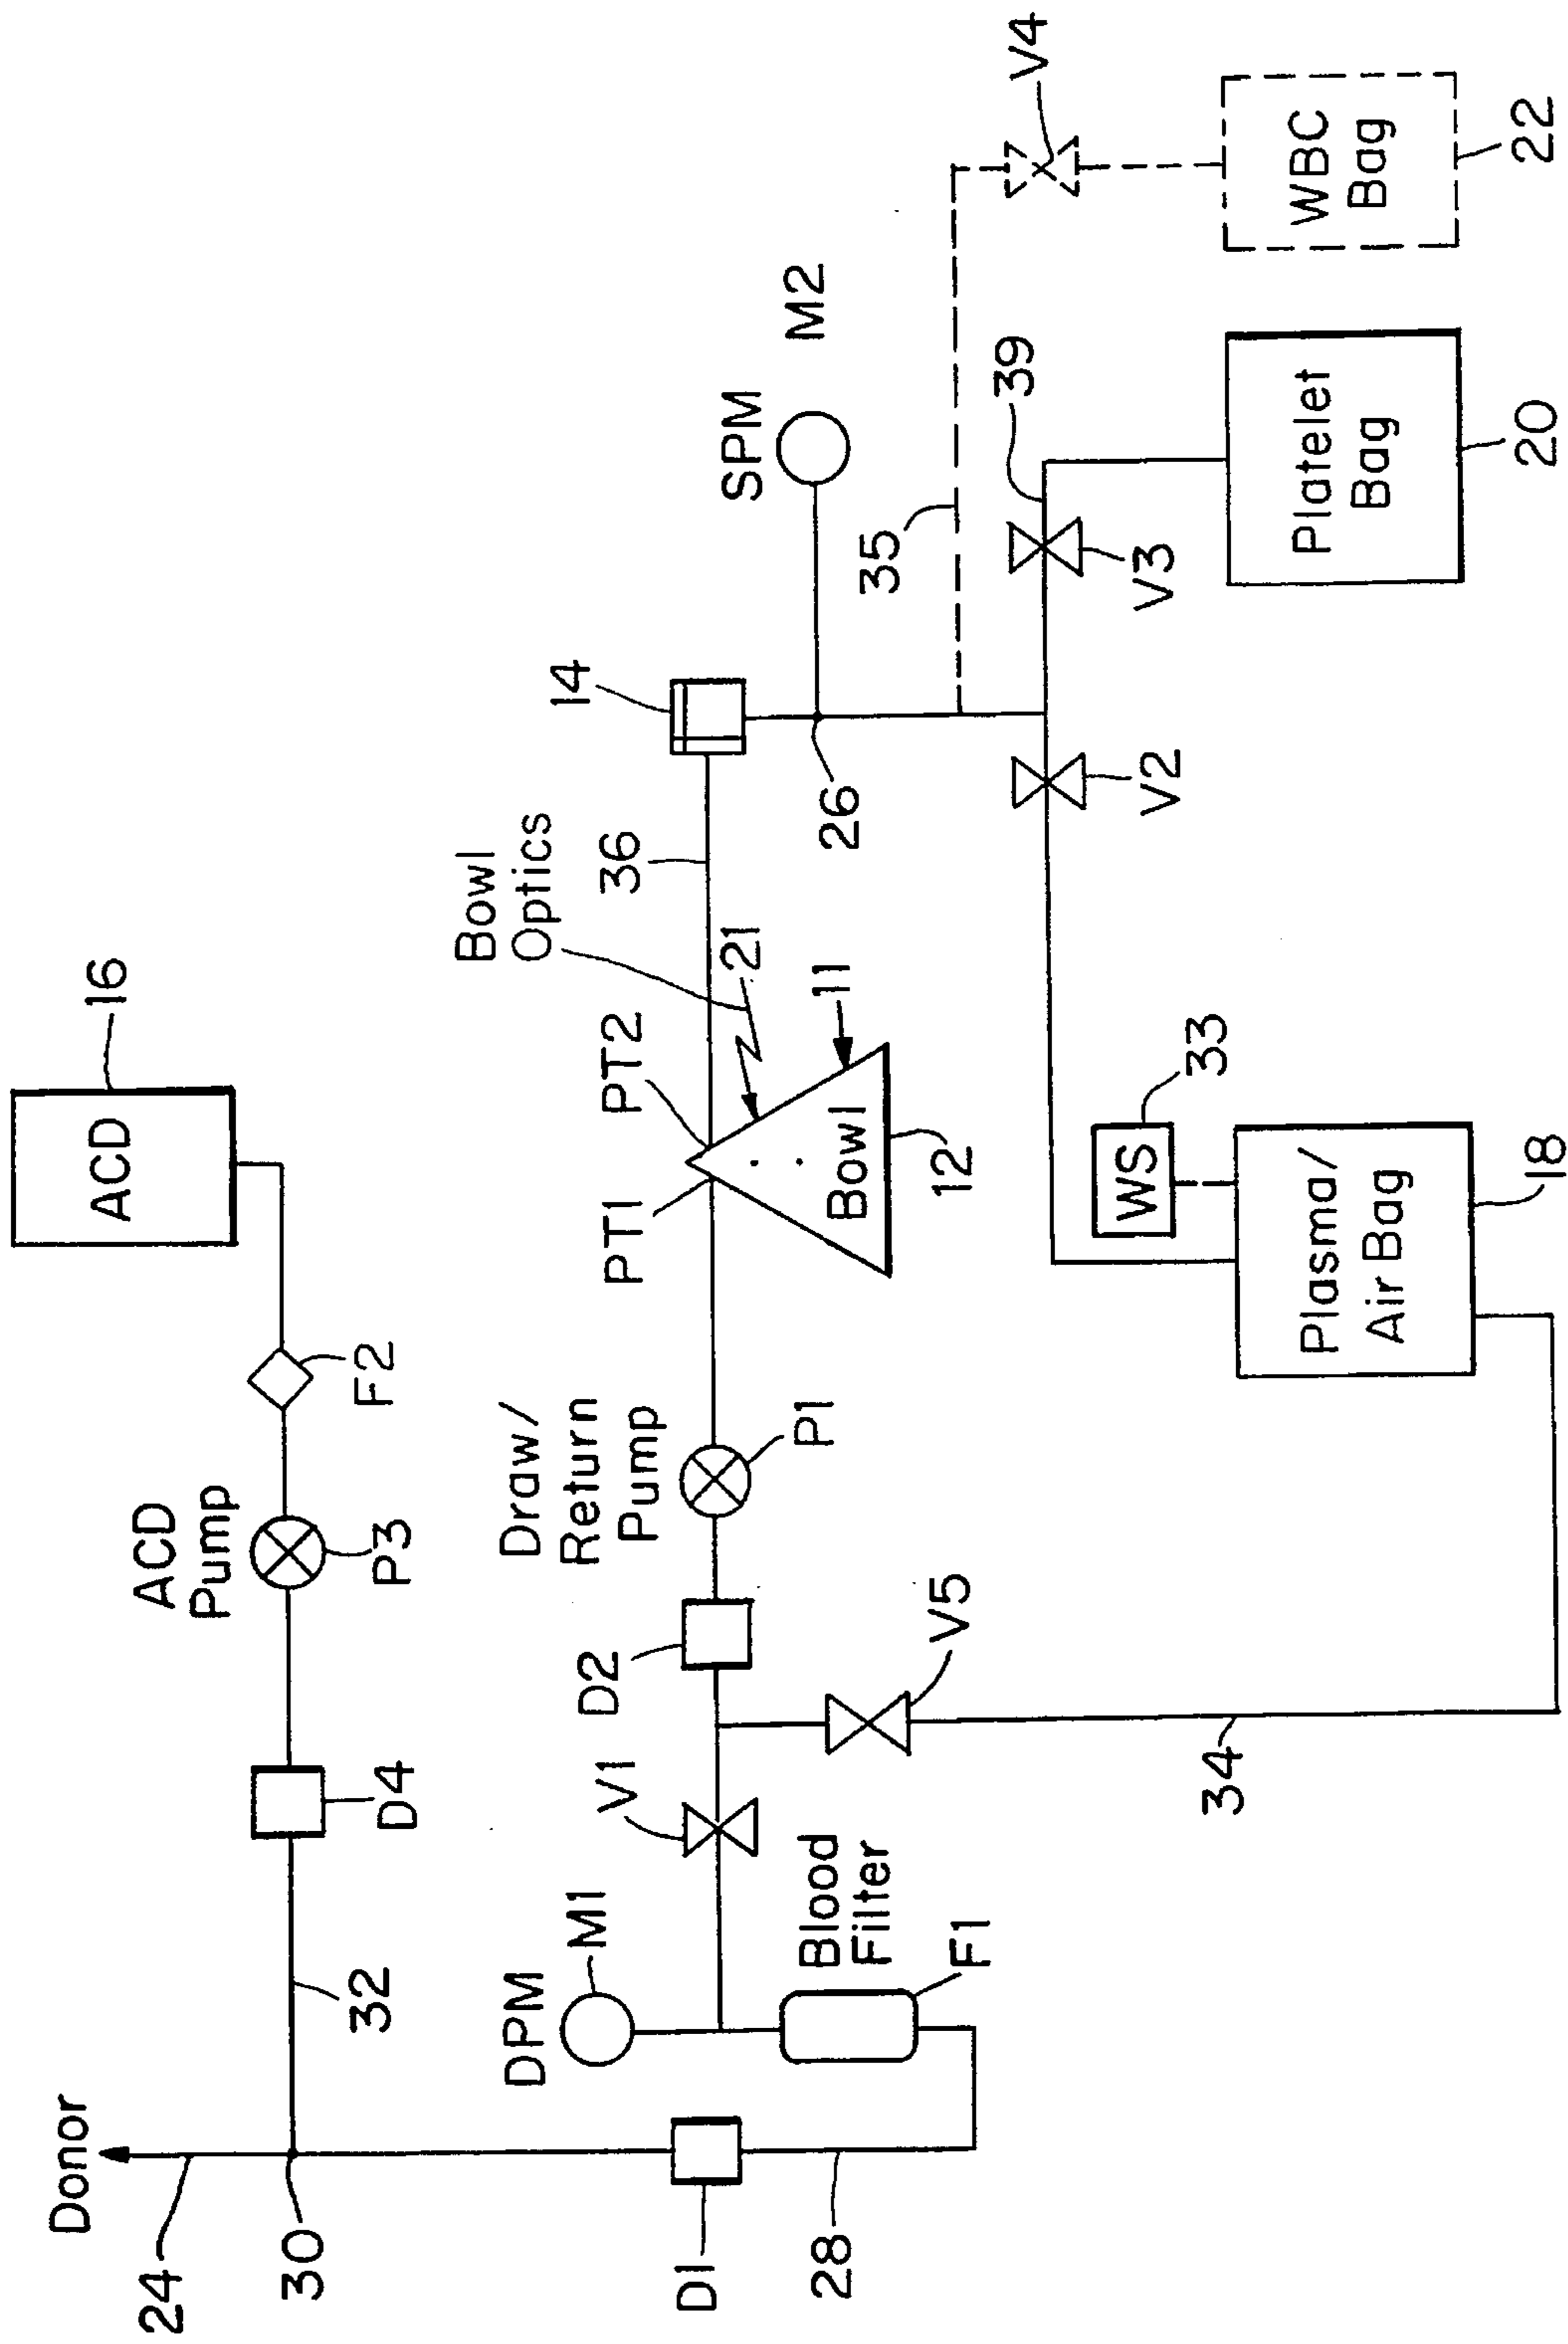 Donor
24
30
32
D4
ACD
Pump
P3
F2
ACD
16
D1
28
DPM
M1
Blood
Filter
F1
V1
D2
V5
34
Draw/
Return
Pump
P1
PT1
PT2
Bowl
Optics
21
11
Bowl
12
36
14
26
SPM
M2
35
39
V2
V3
V4
WS
33
Plasma/
Air Bag
18
Platelet
Bag
20
WBC
Bag
22